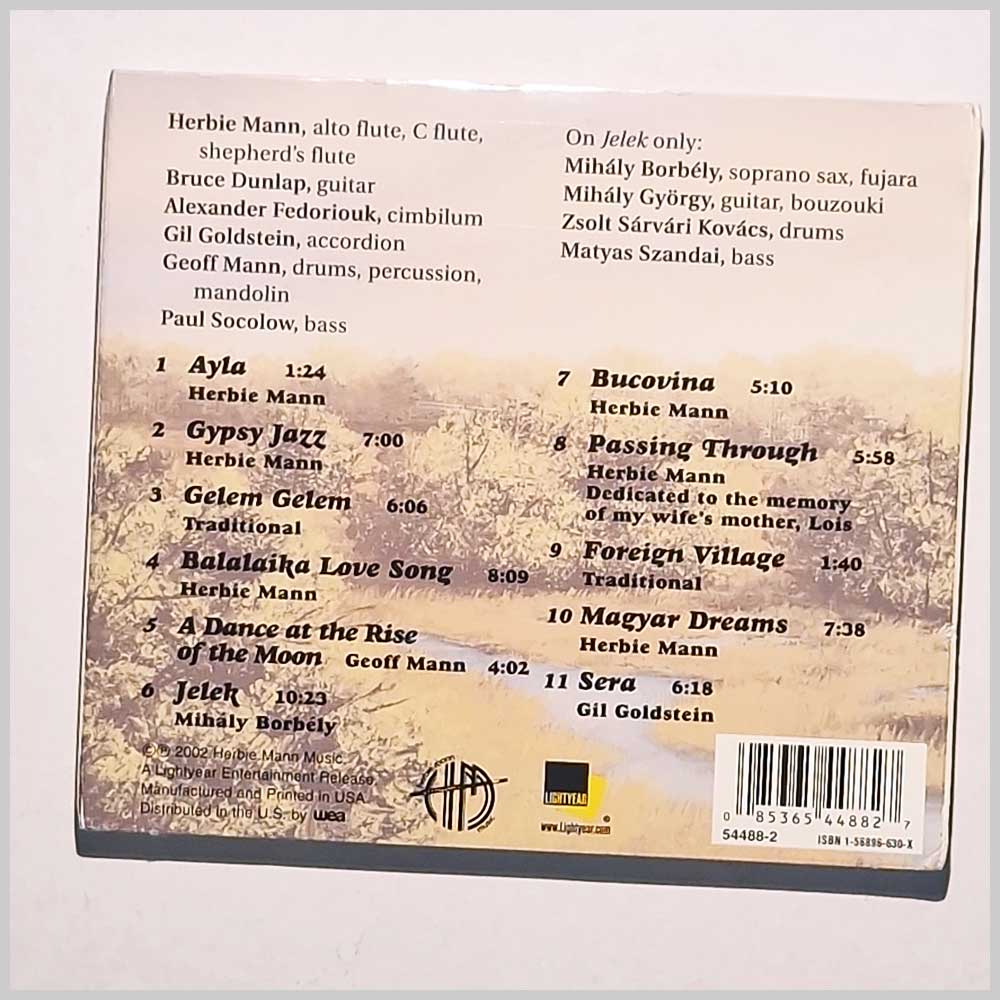 Herbie Mann, alto flute, C flute,
shepherd's flute
Bruce Dunlap, guitar
Alexander Fedoriouk, cimbilum
Gil Goldstein, accordion
Geoff Mann, drums, percussion,
mandolin
Paul Socolow, bass
On Jelek only:
Mihály Borbély, soprano sax, fujara
Mihály György, guitar, bouzouki
Zsolt Sárvári Kovács, drums
Matyas Szandai, bass
1 Ayla 1:24
Herbie Mann
2 Gypsy Jazz 7:00
Herbie Mann
3 Gelem Gelem 6:06
Traditional
4 Balalaika Love Song 8:09
Herbie Mann
5 A Dance at the Rise
of the Moon Geoff Mann 4:02
6 Jelek 10:23
Mihály Borbély
7 Bucovina 5:10
Herbie Mann
8 Passing Through 5:58
Herbie Mann
Dedicated to the memory
of my wife's mother, Lois
9 Foreign Village 1:40
Traditional
10 Magyar Dreams 7:38
Herbie Mann
11 Sera 6:18
Gil Goldstein
©℗ 2002 Herbie Mann Music.
A Lightyear Entertainment Release.
Manufactured and Printed in USA.
Distributed in the U.S. by wea
mann
HM
music
LIGHTYEAR
www.Lightyear.com
0 85365 44882 7
54488-2 ISBN 1-56896-630-X